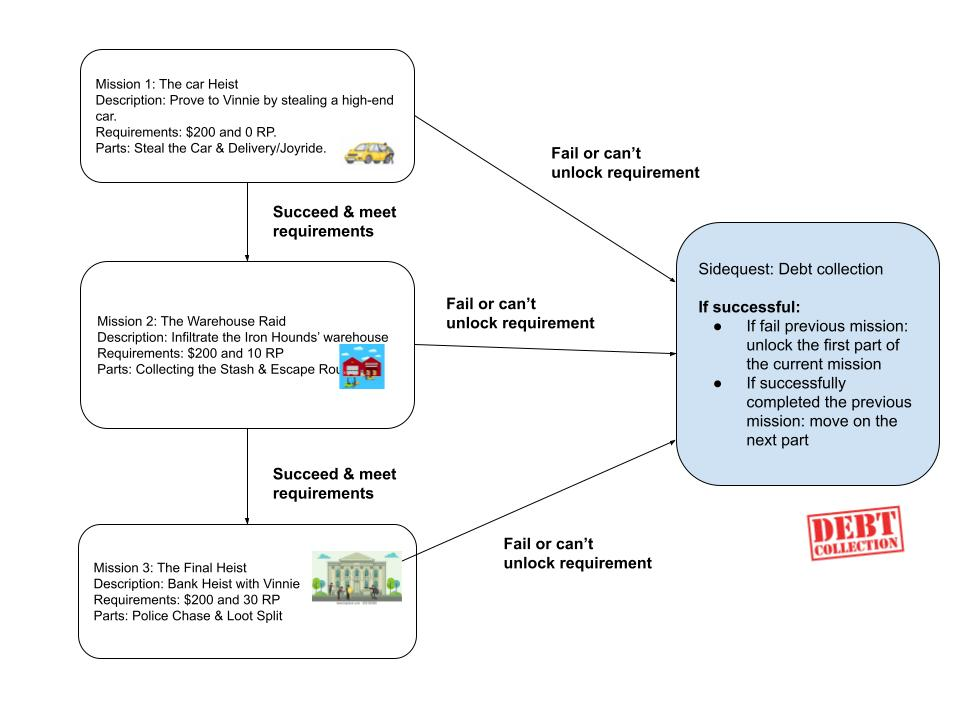 Mission 1: The car Heist
Description: Prove to Vinnie by stealing a high-end
car.
Requirements: $200 and 0 RP.
Parts: Steal the Car & Delivery/Joyride.
Fail or can't
unlock requirement
Succeed & meet
requirements
Mission 2: The Warehouse Raid
Description: Infiltrate the Iron Hounds' warehouse
Requirements: $200 and 10 RP
Parts: Collecting the Stash & Escape
Fail or can't
unlock requirement
Sidequest: Debt collection
If successful:
● If fail previous mission:
unlock the first part of
the current mission
● If successfully
completed the previous
mission: move on the
next part
Succeed & meet
requirements
DEBT
COLLECTION
Mission 3: The Final Heist
Description: Bank Heist with Vinnie
Requirements: $200 and 30 RP
Parts: Police Chase & Loot Split
Fail or can't
unlock requirement